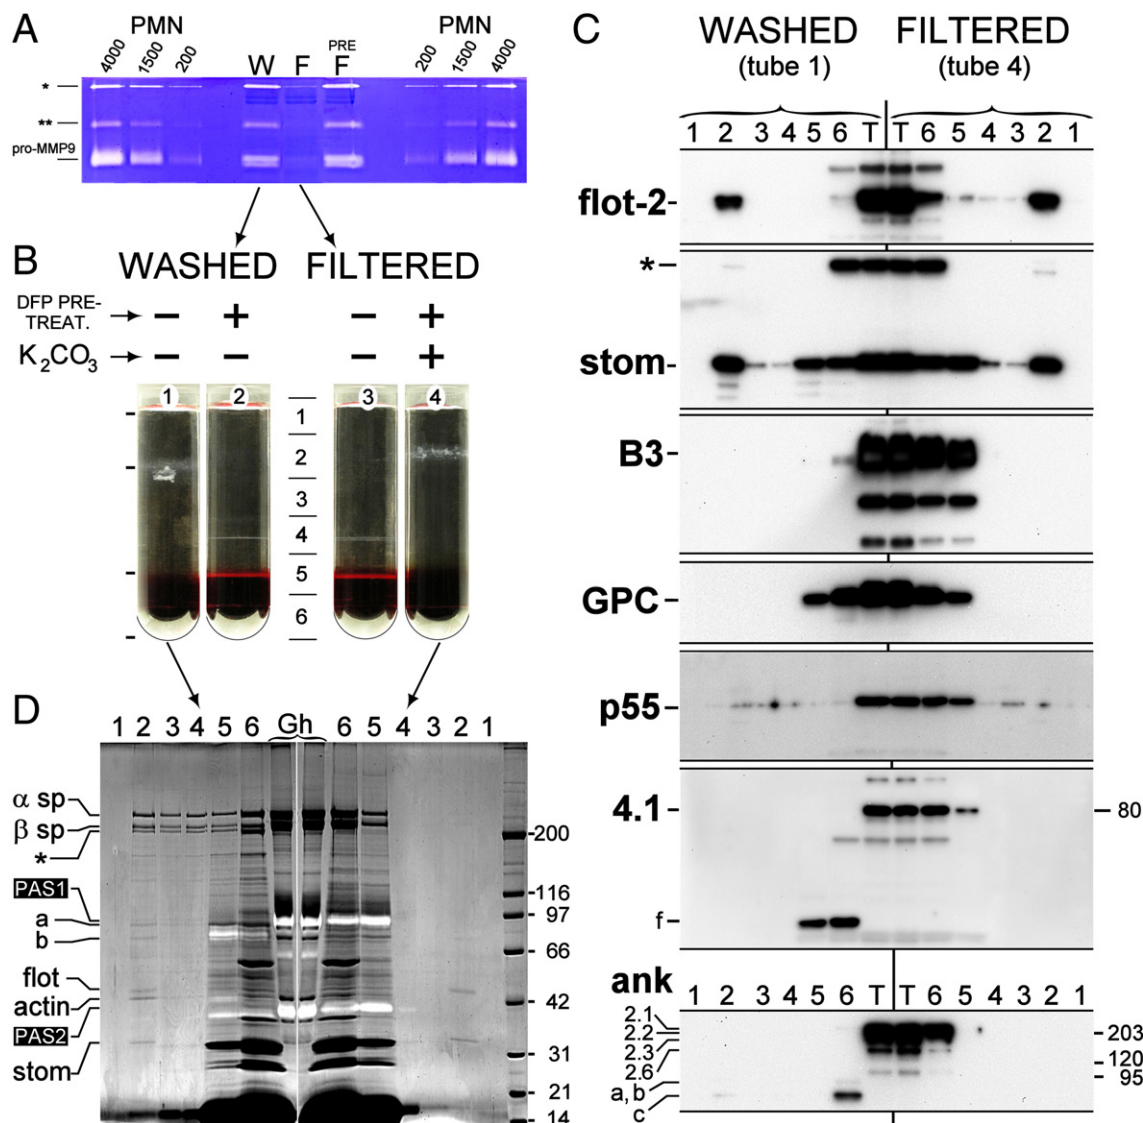 A
PMN
4000 1500 200
W F PRE F
PMN
200 1500 4000
*
**
pro-MMP9
B
WASHED FILTERED
DFP PRE-
TREAT. − + − +
K2CO3 − − − +
1 2 3 4
1
2
3
4
5
6
C
WASHED FILTERED
(tube 1) (tube 4)
1 2 3 4 5 6 T T 6 5 4 3 2 1
flot-2
*
stom
B3
GPC
p55
4.1 80
f
ank
1 2 3 4 5 6 T T 6 5 4 3 2 1
2.1
2.2 203
2.3
2.6 120
95
a, b
c
D
1 2 3 4 5 6 Gh 6 5 4 3 2 1
α sp
β sp
*
200
PAS1
116
a 97
b
66
flot
actin 42
PAS2
stom 31
21
14